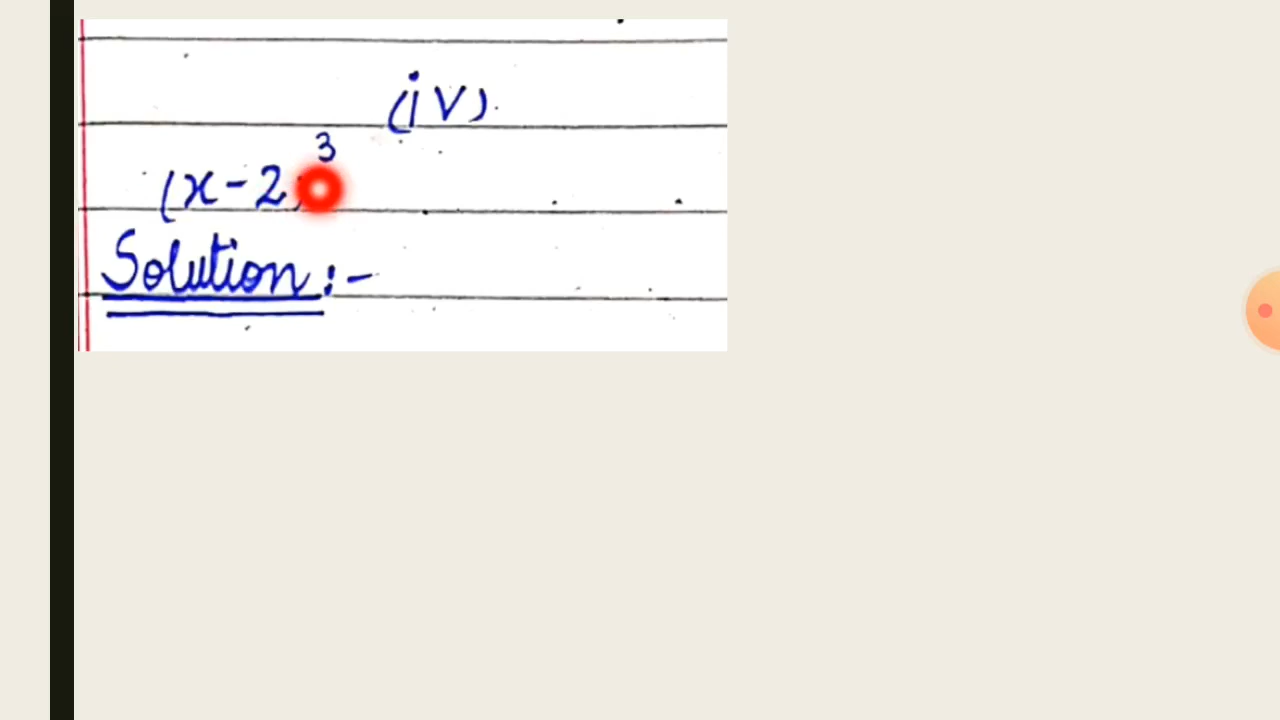 (iv).
(x-2)³
Solution :-